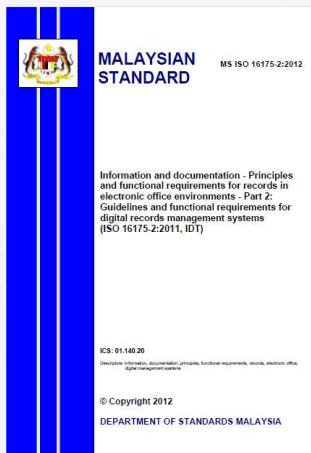 MALAYSIAN
STANDARD
MS ISO 16175-2:2012
Information and documentation - Principles
and functional requirements for records in
electronic office environments - Part 2:
Guidelines and functional requirements for
digital records management systems
(ISO 16175-2:2011, IDT)
ICS: 01.140.20
Descriptors: information, documentation, principles, functional requirements, records, electronic office,
digital management systems
© Copyright 2012
DEPARTMENT OF STANDARDS MALAYSIA